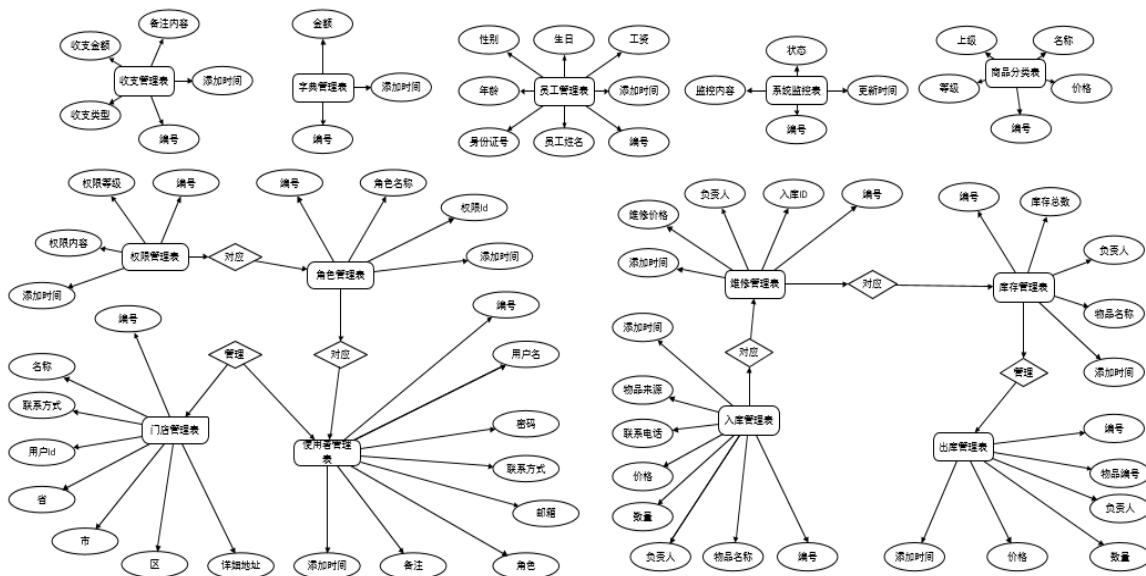 备注内容
收支金额
收支管理表
添加时间
收支类型
编号
金额
字典管理表
添加时间
编号
性别
生日
工资
年龄
员工管理表
添加时间
身份证号
员工姓名
编号
状态
监控内容
系统监控表
更新时间
编号
上级
名称
商品分类表
等级
价格
编号
权限等级
编号
权限内容
权限管理表
对应
添加时间
编号
角色名称
权限Id
角色管理表
添加时间
对应
编号
管理
名称
联系方式
门店管理表
用户Id
省
市
区
详细地址
编号
用户名
使用者管理
表
密码
联系方式
邮箱
添加时间
备注
角色
负责人
入库ID
编号
维修价格
添加时间
维修管理表
对应
编号
库存总数
负责人
库存管理表
物品名称
添加时间
管理
添加时间
对应
物品来源
入库管理表
联系电话
价格
数量
负责人
物品名称
编号
出库管理表
编号
物品编号
负责人
添加时间
价格
数量